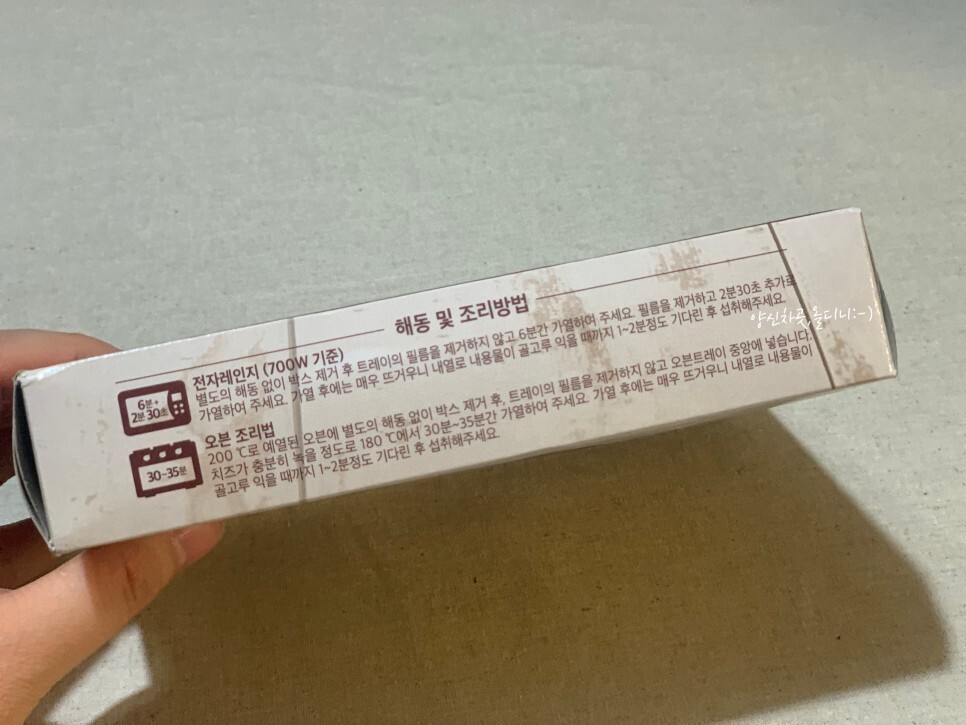 해동 및 조리방법
6분+
2분 30초
전자레인지 (700W 기준)
별도의 해동 없이 박스 제거 후 트레이의 필름을 제거하지 않고 6분간 가열하여 주세요. 필름을 제거하고 2분30초 추가로
가열하여 주세요. 가열 후에는 매우 뜨거우니 내열로 내용물이 골고루 익을 때까지 1~2분정도 기다린 후 섭취해주세요.
양신차곳,몰디니:-)
30~35분
오븐 조리법
200 ℃로 예열된 오븐에 별도의 해동 없이 박스 제거 후, 트레이의 필름을 제거하지 않고 오븐트레이 중앙에 넣습니다.
치즈가 충분히 녹을 정도로 180 ℃에서 30분~35분간 가열하여 주세요. 가열 후에는 매우 뜨거우니 내열로 내용물이
골고루 익을 때까지 1~2분정도 기다린 후 섭취해주세요.